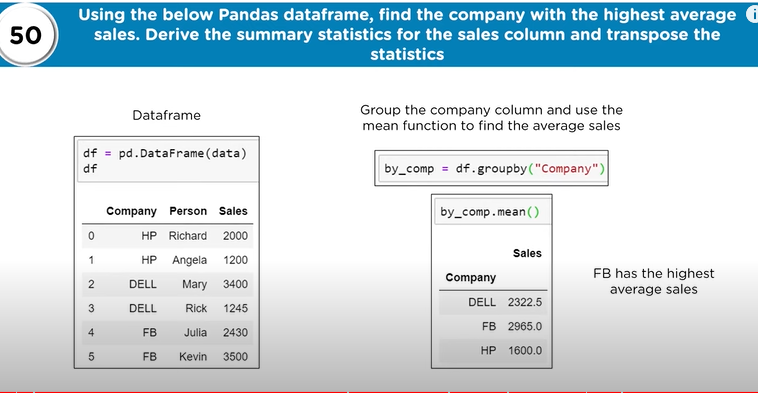 50
Using the below Pandas dataframe, find the company with the highest average
sales. Derive the summary statistics for the sales column and transpose the
statistics
i
Dataframe
df = pd.DataFrame(data)
df
Company Person Sales
0 HP Richard 2000
1 HP Angela 1200
2 DELL Mary 3400
3 DELL Rick 1245
4 FB Julia 2430
5 FB Kevin 3500
Group the company column and use the
mean function to find the average sales
by_comp = df.groupby("Company")
by_comp.mean()
Sales
Company
DELL 2322.5
FB 2965.0
HP 1600.0
FB has the highest
average sales